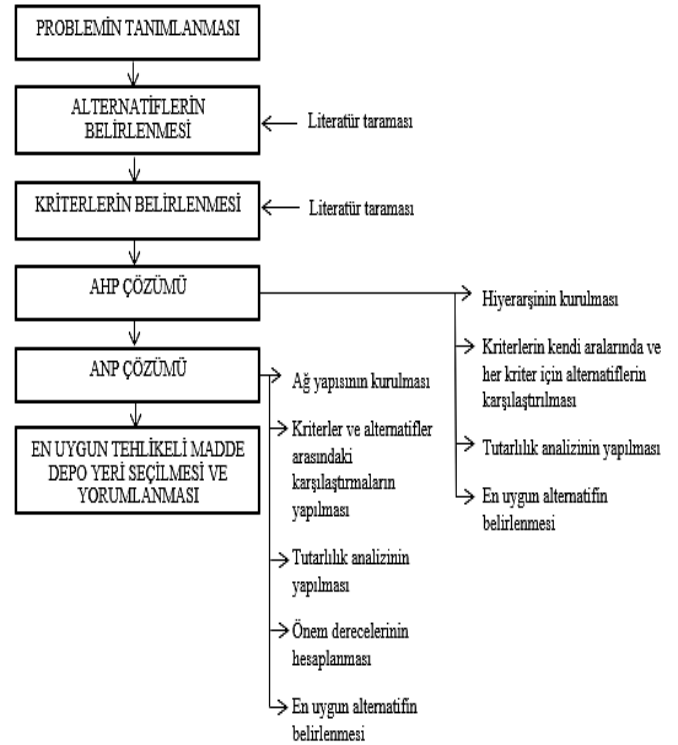 PROBLEMİN TANIMLANMASI
ALTERNATİFLERİN
BELİRLENMESİ
Literatür taraması
KRİTERLERİN BELİRLENMESİ
Literatür taraması
AHP ÇÖZÜMÜ
Hiyerarşinin kurulması
Kriterlerin kendi aralarında ve
her kriter için alternatiflerin
karşılaştırılması
Tutarlılık analizinin yapılması
En uygun alternatifin
belirlenmesi
ANP ÇÖZÜMÜ
Ağ yapısının kurulması
Kriterler ve alternatifler
arasındaki
karşılaştırmaların
yapılması
Tutarlılık analizinin
yapılması
Önem derecelerinin
hesaplanması
En uygun alternatifin
belirlenmesi
EN UYGUN TEHLİKELİ MADDE
DEPO YERİ SEÇİLMESİ VE
YORUMLANMASI